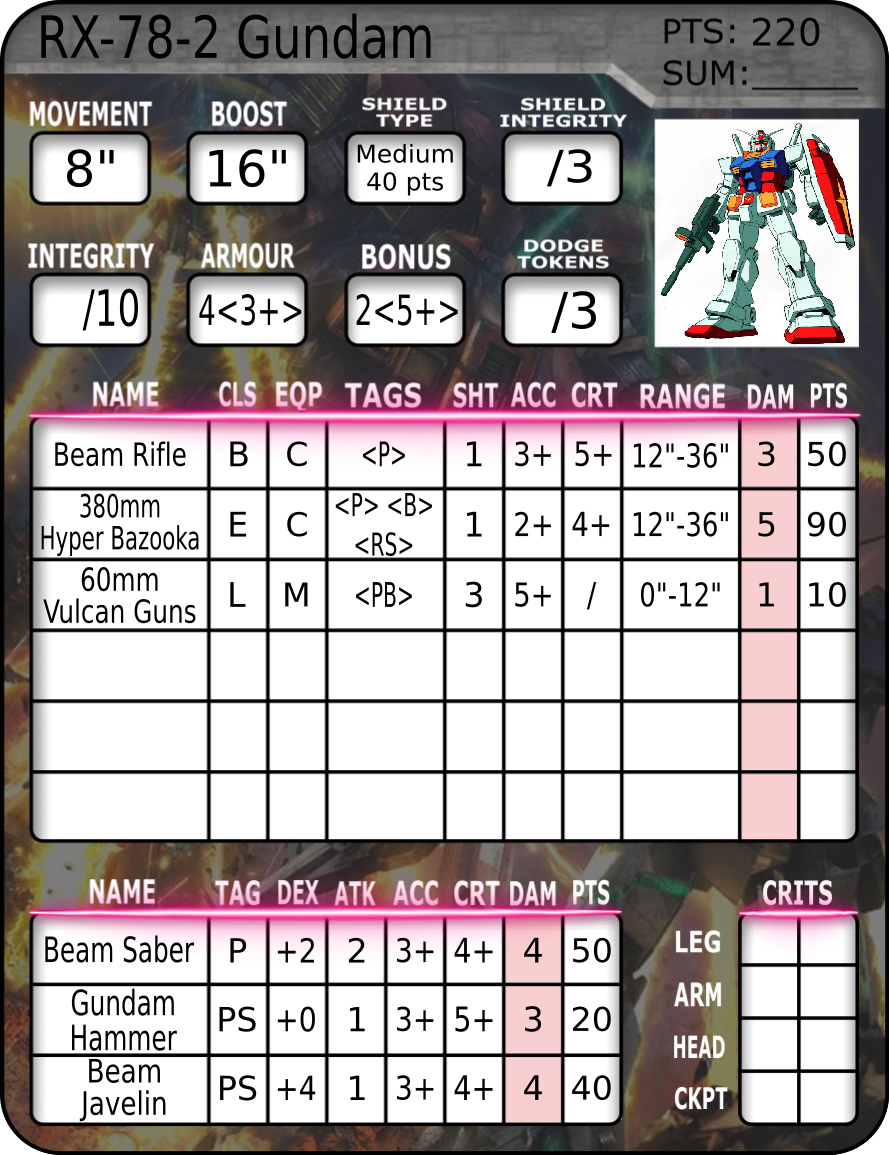 RX-78-2 Gundam
PTS: 220
SUM:______
MOVEMENT BOOST SHIELD TYPE SHIELD INTEGRITY
8" 16" Medium 40 pts /3
INTEGRITY ARMOUR BONUS DODGE TOKENS
/10 4<3+> 2<5+> /3
NAME CLS EQP TAGS SHT ACC CRT RANGE DAM PTS
Beam Rifle B C <P> 1 3+ 5+ 12"-36" 3 50
380mm Hyper Bazooka E C <P> <B> <RS> 1 2+ 4+ 12"-36" 5 90
60mm Vulcan Guns L M <PB> 3 5+ / 0"-12" 1 10
NAME TAG DEX ATK ACC CRT DAM PTS
Beam Saber P +2 2 3+ 4+ 4 50
Gundam Hammer PS +0 1 3+ 5+ 3 20
Beam Javelin PS +4 1 3+ 4+ 4 40
CRITS
LEG
ARM
HEAD
CKPT